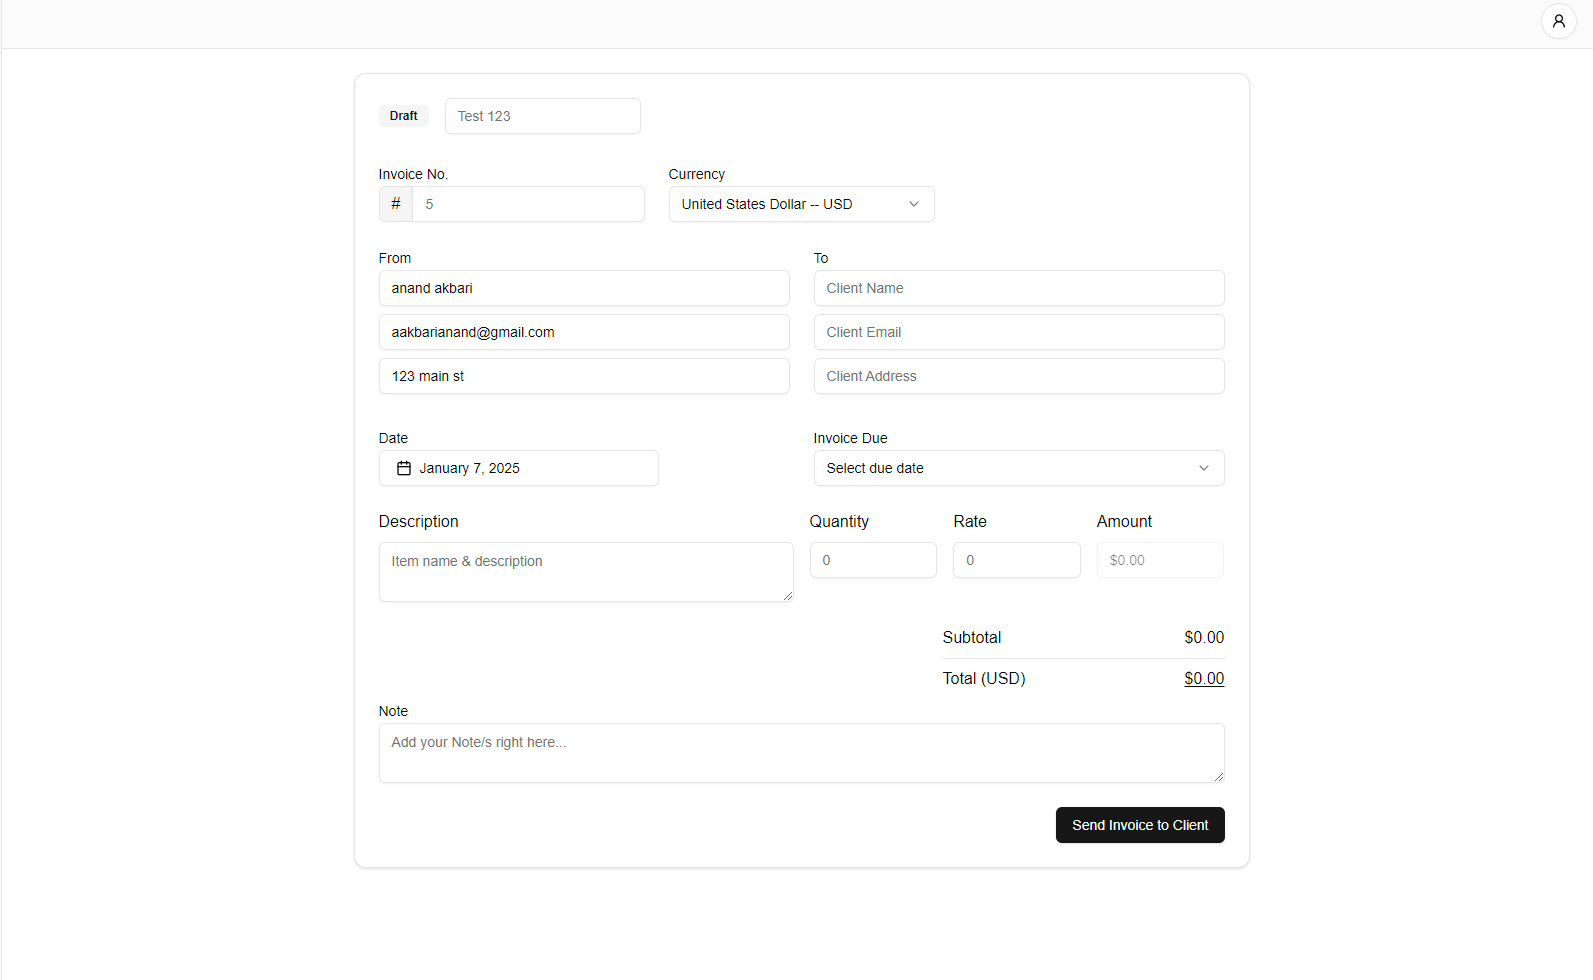 Draft
Test 123
Invoice No.
Currency
# 5
United States Dollar -- USD
From
To
anand akbari
Client Name
aakbarianand@gmail.com
Client Email
123 main st
Client Address
Date
Invoice Due
January 7, 2025
Select due date
Description Quantity Rate Amount
Item name & description 0 0 $0.00
Subtotal $0.00
Total (USD) $0.00
Note
Add your Note/s right here...
Send Invoice to Client